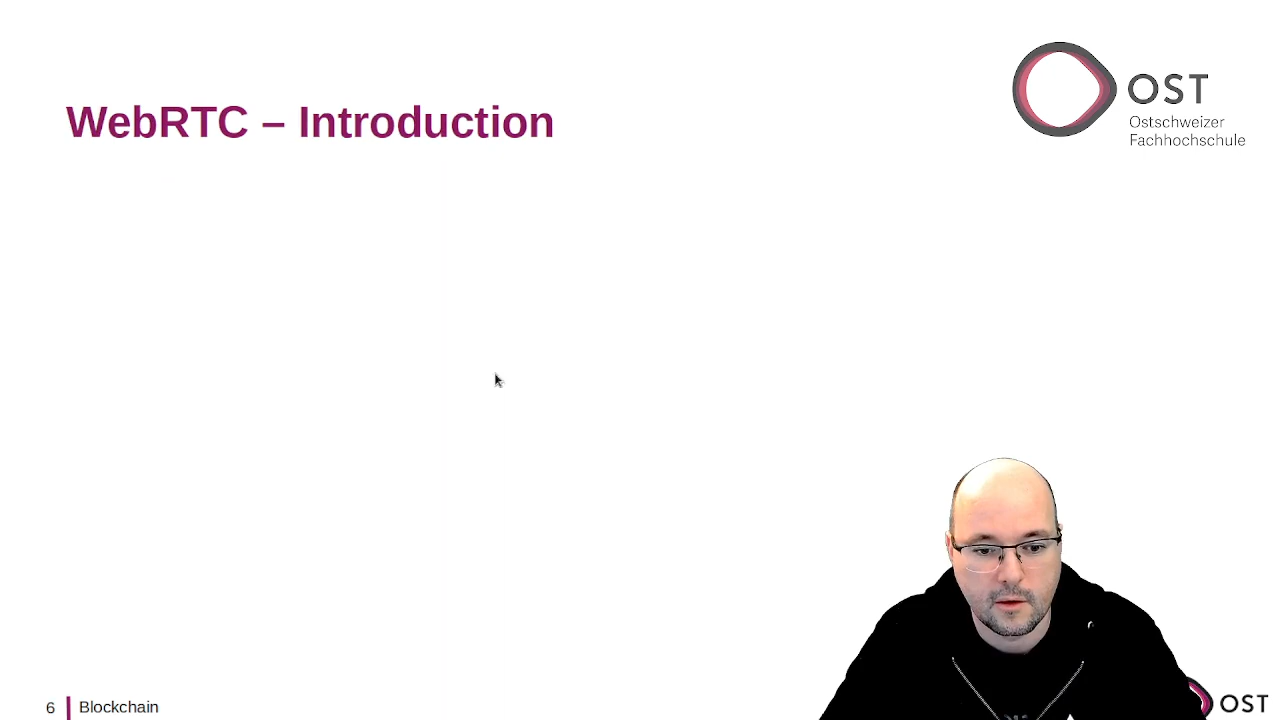 WebRTC – Introduction
OST
Ostschweizer
Fachhochschule
6
Blockchain
OST